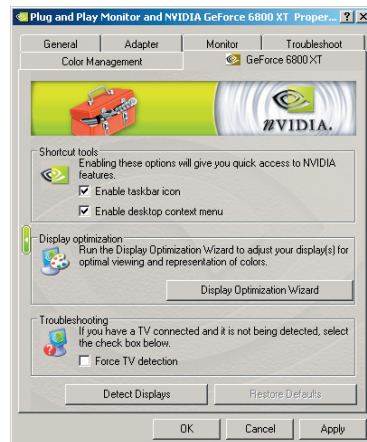 Plug and Play Monitor and NVIDIA GeForce 6800 XT Proper...
General
Adapter
Monitor
Troubleshoot
Color Management
GeForce 6800 XT
NVIDIA.
Shortcut tools
Enabling these options will give you quick access to NVIDIA
features.
Enable taskbar icon
Enable desktop context menu
Display optimization
Run the Display Optimization Wizard to adjust your display(s) for
optimal viewing and representation of colors.
Display Optimization Wizard
Troubleshooting
If you have a TV connected and it is not being detected, select
the check box below.
Force TV detection
Detect Displays
Restore Defaults
OK
Cancel
Apply